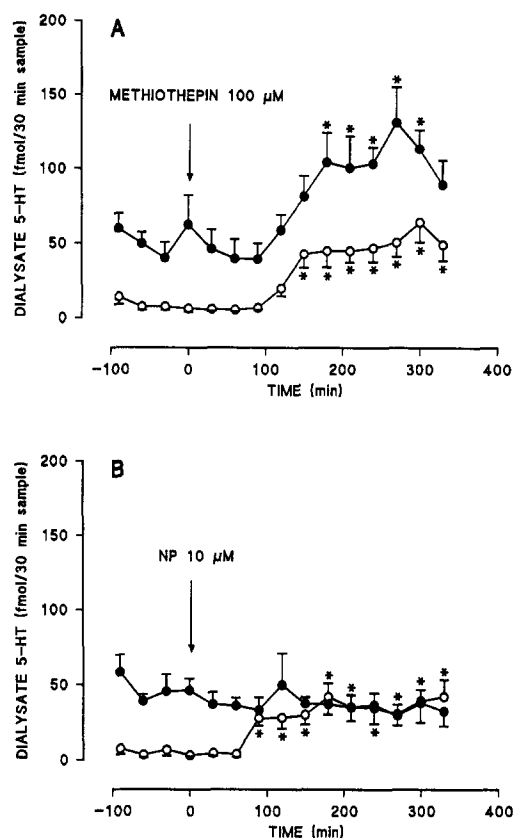 A
200
150
100
50
0
DIALYSATE 5-HT (fmol/30 min sample)
METHIOTHEPIN 100 µM
* * * * * *
* * * * * * *
-100 0 100 200 300 400
TIME (min)
B
200
150
100
50
0
DIALYSATE 5-HT (fmol/30 min sample)
NP 10 µM
* * * * *
* * * *
-100 0 100 200 300 400
TIME (min)